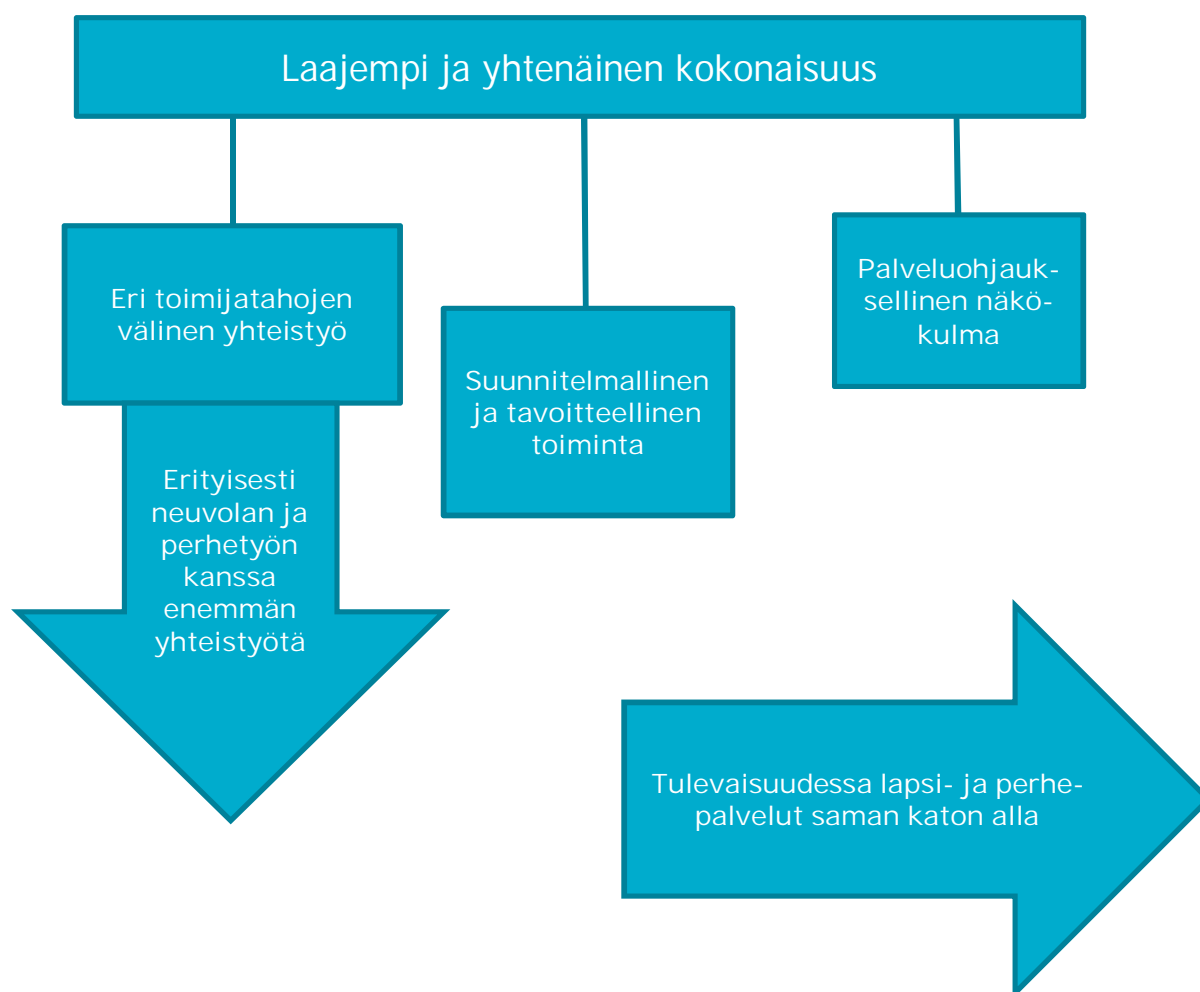 Laajempi ja yhtenäinen kokonaisuus
Eri toimijatahojen
välinen yhteistyö
Suunnitelmallinen
ja tavoitteellinen
toiminta
Palveluohjauk-
sellinen näkö-
kulma
Erityisesti
neuvolan ja
perhetyön
kanssa
enemmän
yhteistyötä
Tulevaisuudessa lapsi- ja perhe-
palvelut saman katon alla